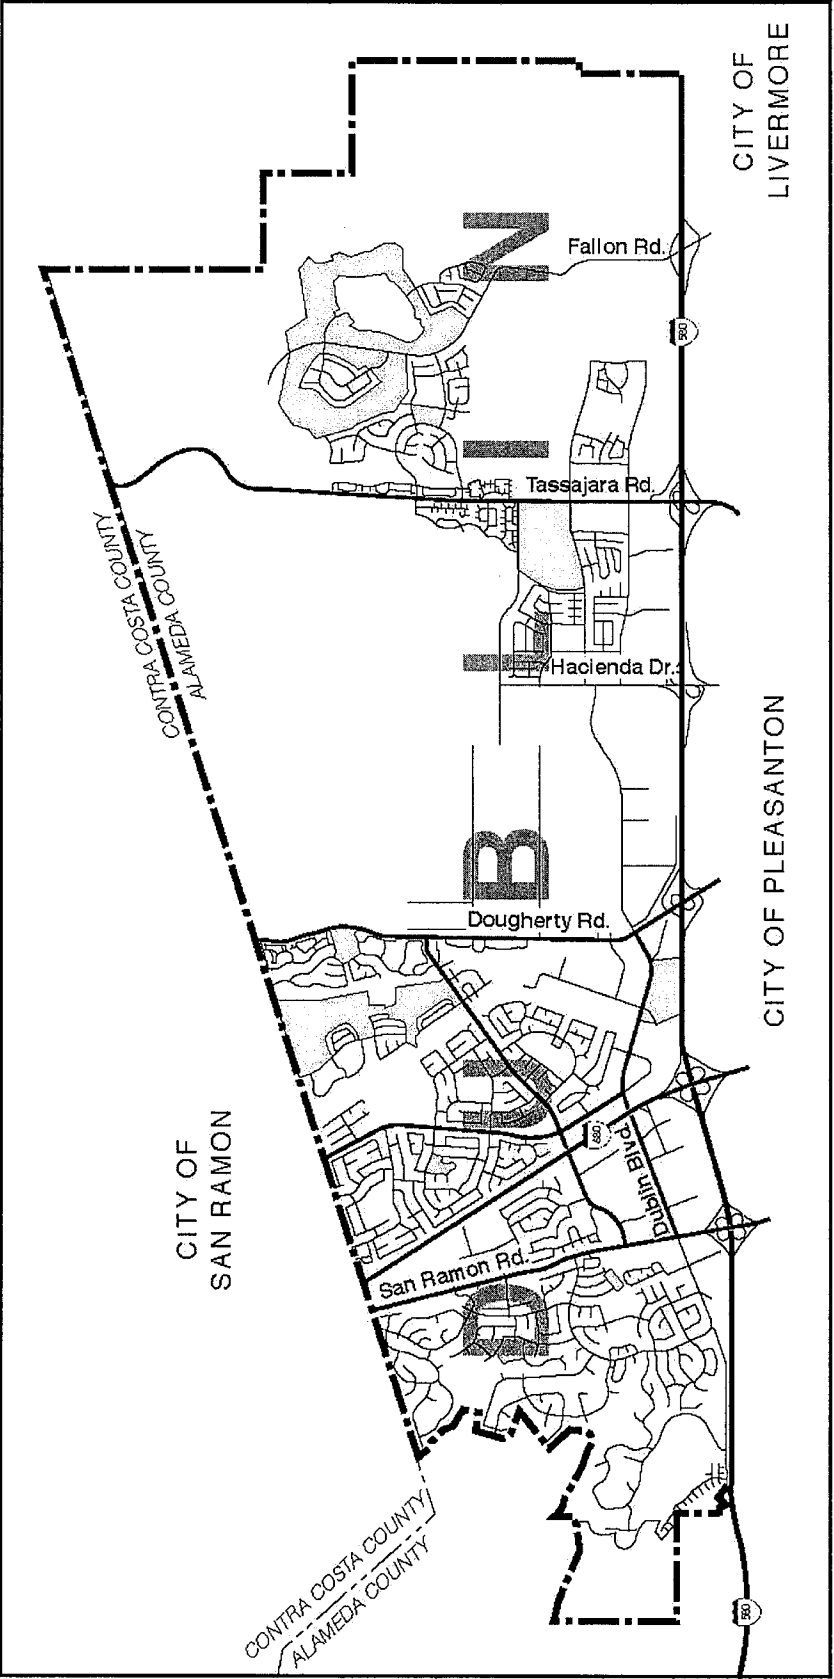 CITY OF
SAN RAMON
CITY OF
LIVERMORE
CITY OF PLEASANTON
CONTRA COSTA COUNTY
ALAMEDA COUNTY
CONTRA COSTA COUNTY
ALAMEDA COUNTY
DUBLIN
San Ramon Rd.
Dublin Blvd.
Dougherty Rd.
Hacienda Dr.
Tassajara Rd.
Fallon Rd.
680
580
580